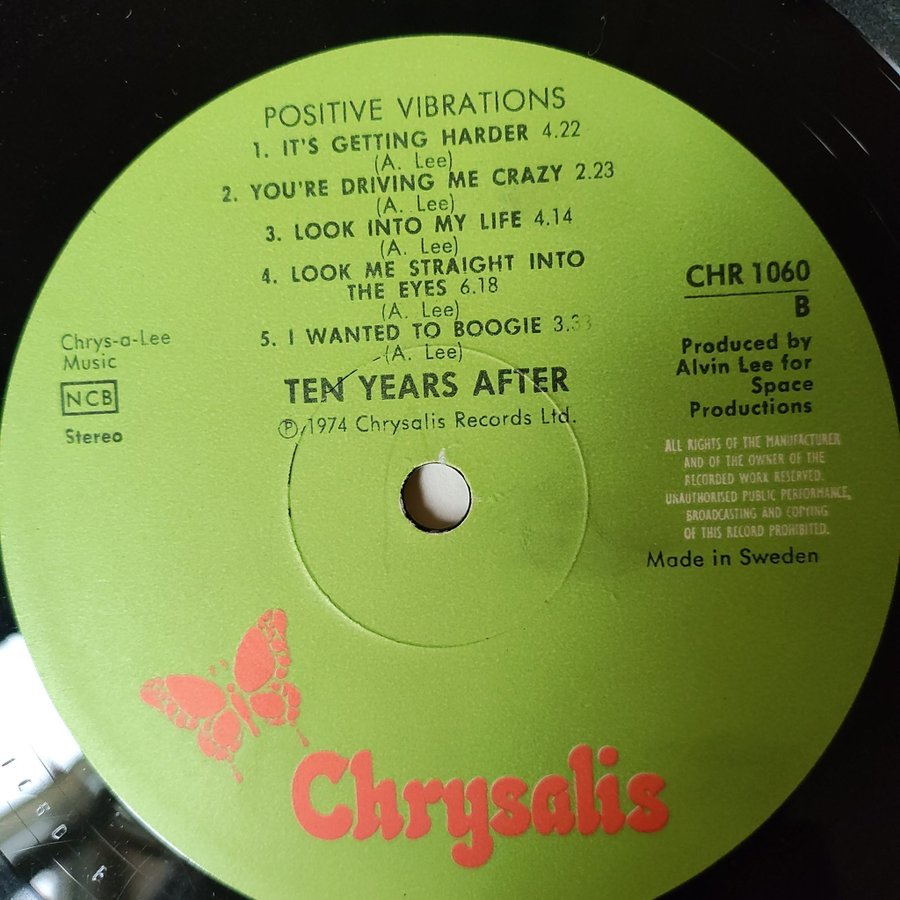 POSITIVE VIBRATIONS
1. IT'S GETTING HARDER 4.22
(A. Lee)
2. YOU'RE DRIVING ME CRAZY 2.23
(A. Lee)
3. LOOK INTO MY LIFE 4.14
(A. Lee)
4. LOOK ME STRAIGHT INTO
THE EYES 6.18
(A. Lee)
5. I WANTED TO BOOGIE 3.33
(A. Lee)
TEN YEARS AFTER
Ⓟ 1974 Chrysalis Records Ltd.
Chrys-a-Lee
Music
NCB
Stereo
CHR 1060
B
Produced by
Alvin Lee for
Space
Productions
ALL RIGHTS OF THE MANUFACTURER
AND OF THE OWNER OF THE
RECORDED WORK RESERVED.
UNAUTHORISED PUBLIC PERFORMANCE,
BROADCASTING AND COPYING
OF THIS RECORD PROHIBITED.
Made in Sweden
Chrysalis